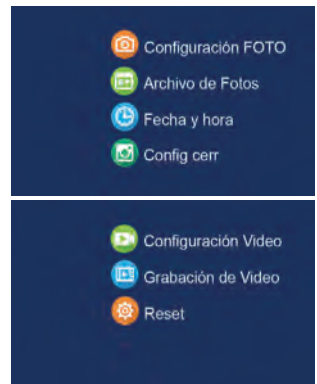 Configuración FOTO
Archivo de Fotos
Fecha y hora
Config cerr
Configuración Video
Grabación de Video
Reset